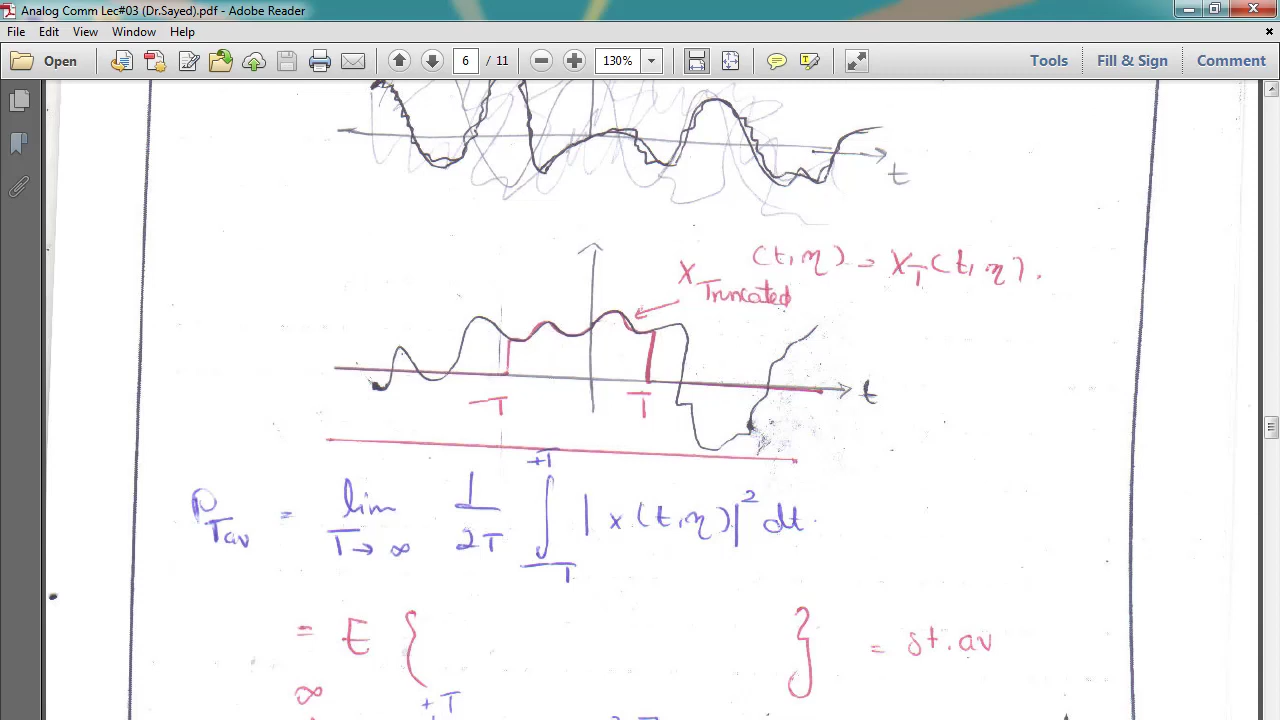 Analog Comm Lec#03 (Dr.Sayed).pdf - Adobe Reader
File Edit View Window Help
Open 6 / 11 130% Tools Fill & Sign Comment
t
X Truncated (t,η) = X_T(t,η).
-T T t
P_Tav = lim T→∞ 1/2T ∫_-T^+T |x(t,η)|² dt.
= E { } = st.av
∞ +T